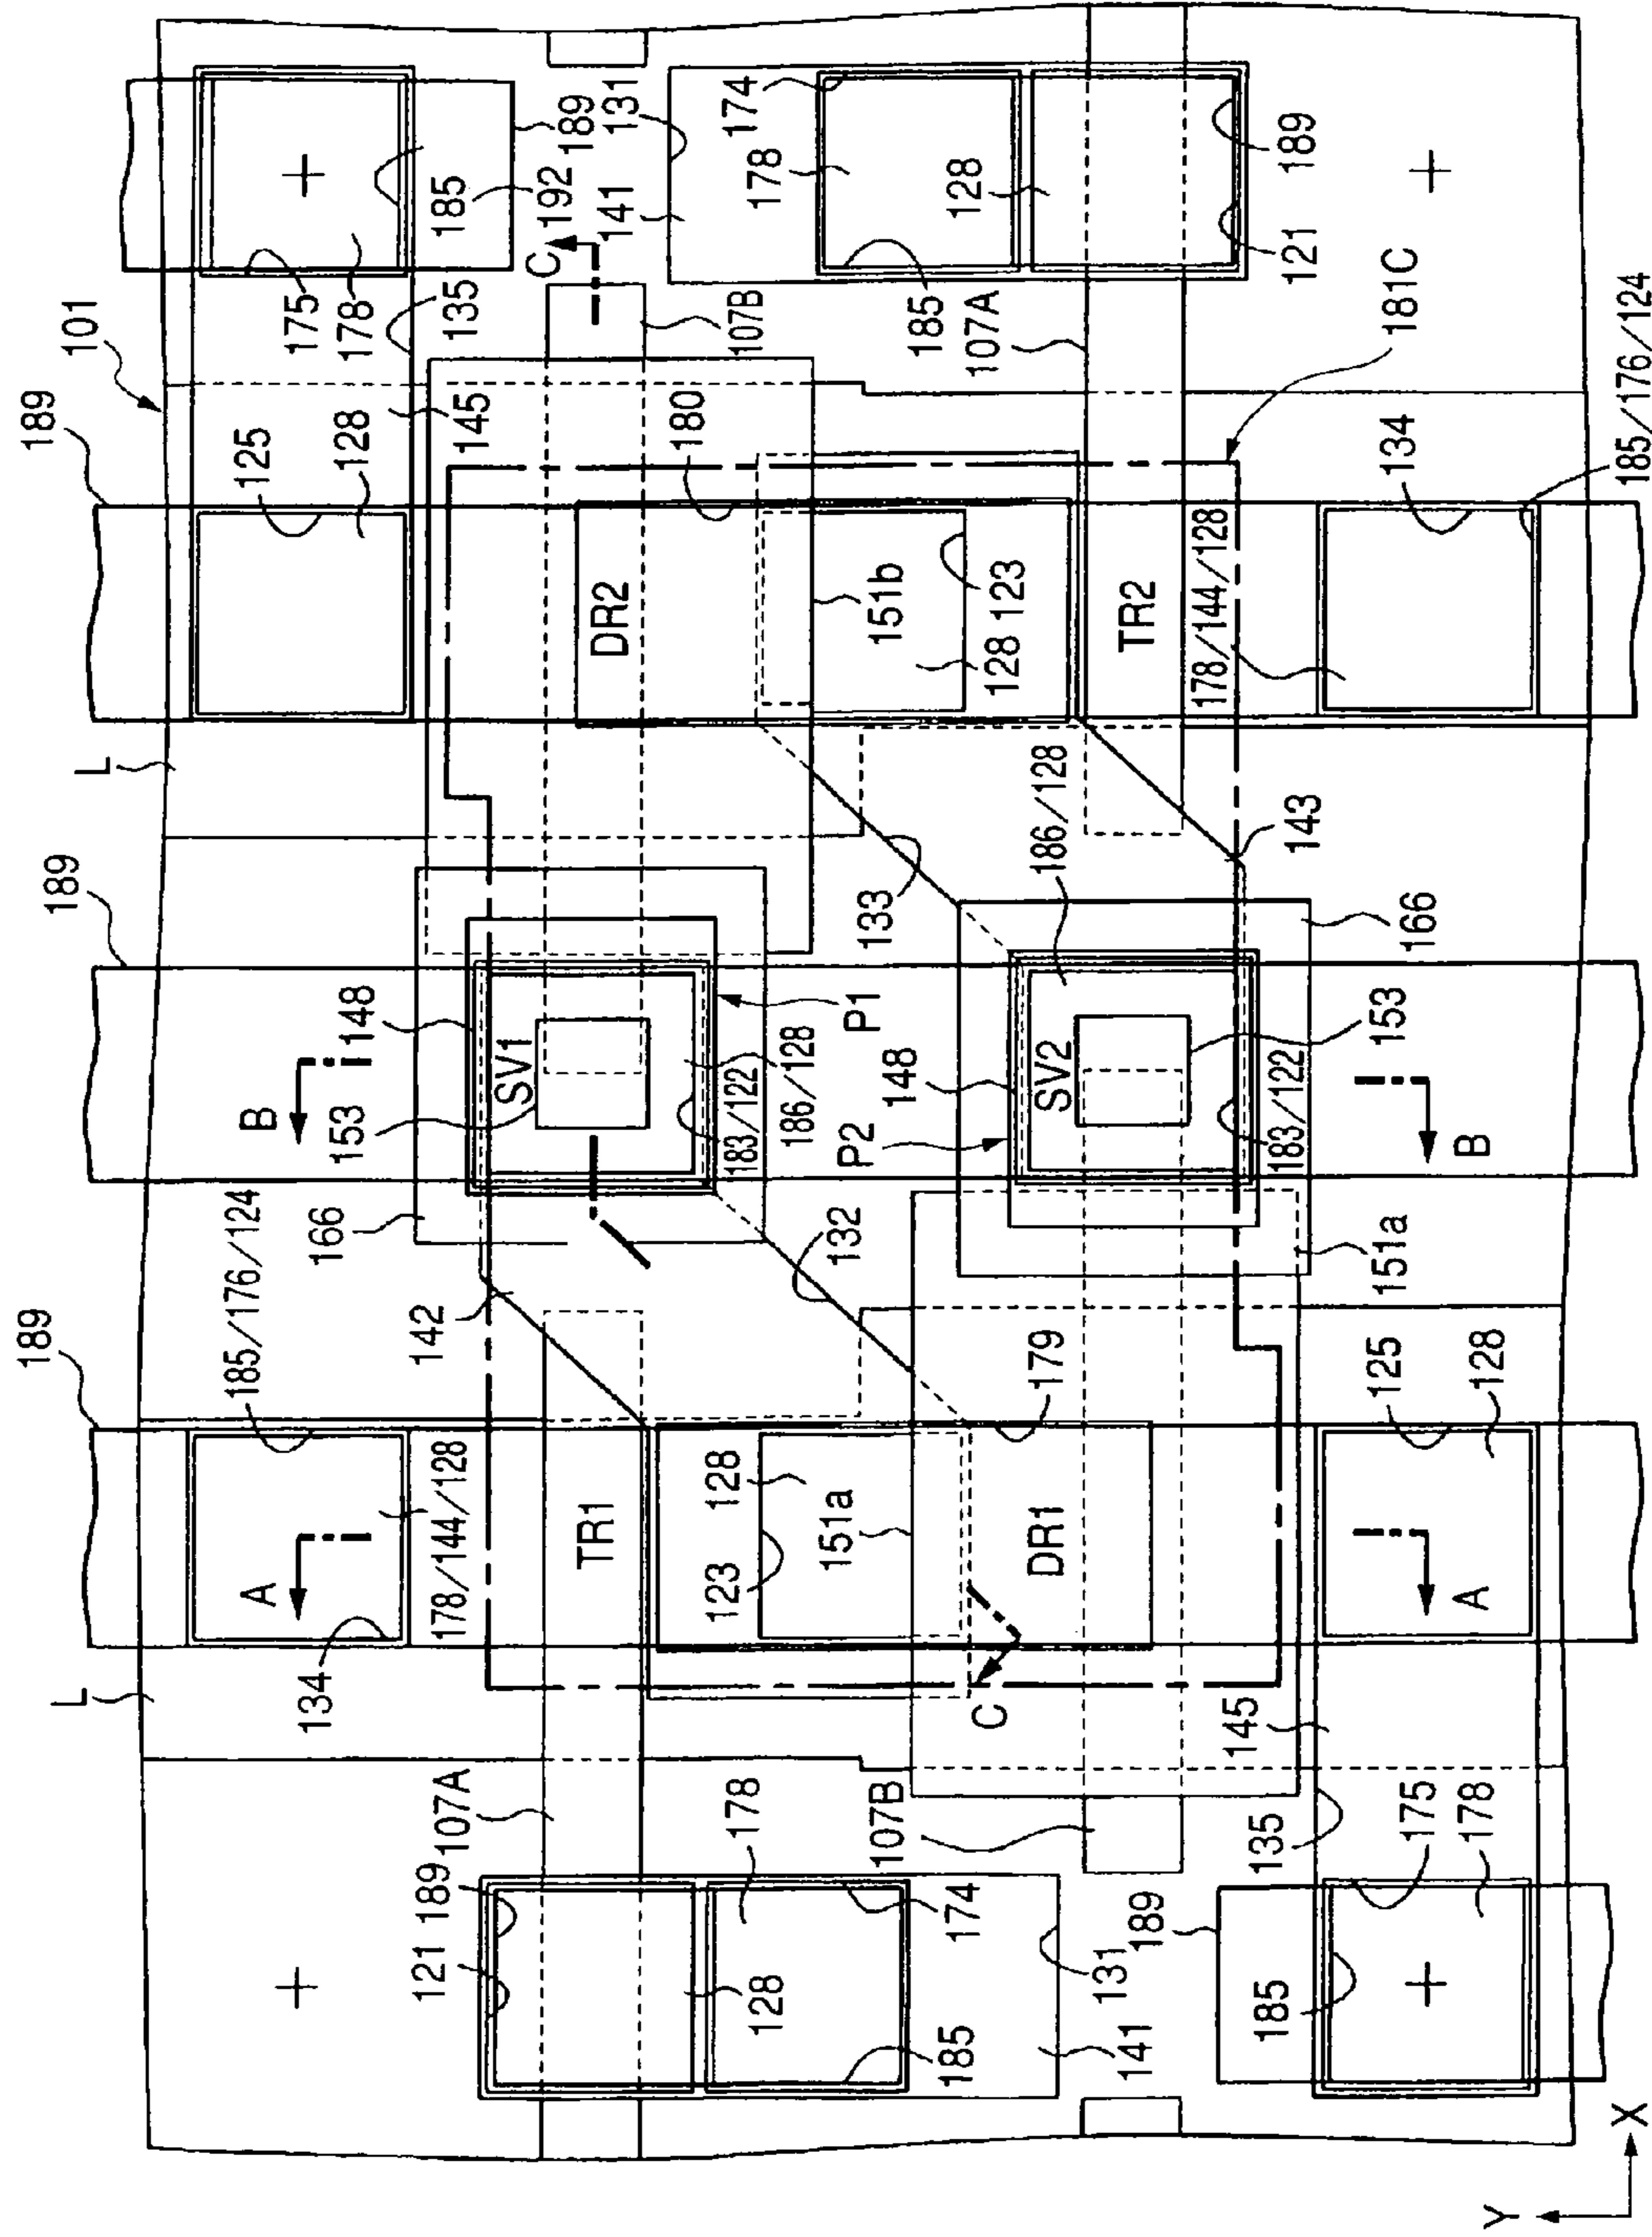 L
189
189
L
189
101
A
B
134
185/176/124
166
153
148
125
175
178
128
135
121
189
107A
178/144/128
142
SV1
145
185
192
C
189
131
141
TR1
DR2
128
178
123
128
183/122
186/128
180
107B
174
178
151a
P1
151b
128
185
107B
P2
133
132
148
128
123
107A
185
174
C
DR1
179
SV2
186/128
TR2
178/144/128
131
141
189
145
135
185
175
178
125
128
A
151a
183/122
153
B
166
143
134
181C
121
189
185/176/124
Y
X